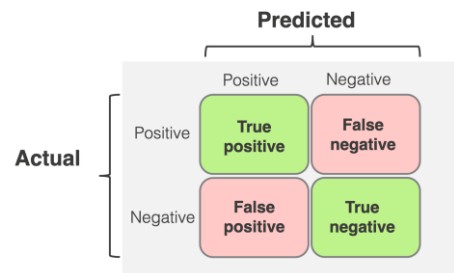 Predicted
Positive Negative
Actual
Positive
True
positive
False
negative
Negative
False
positive
True
negative